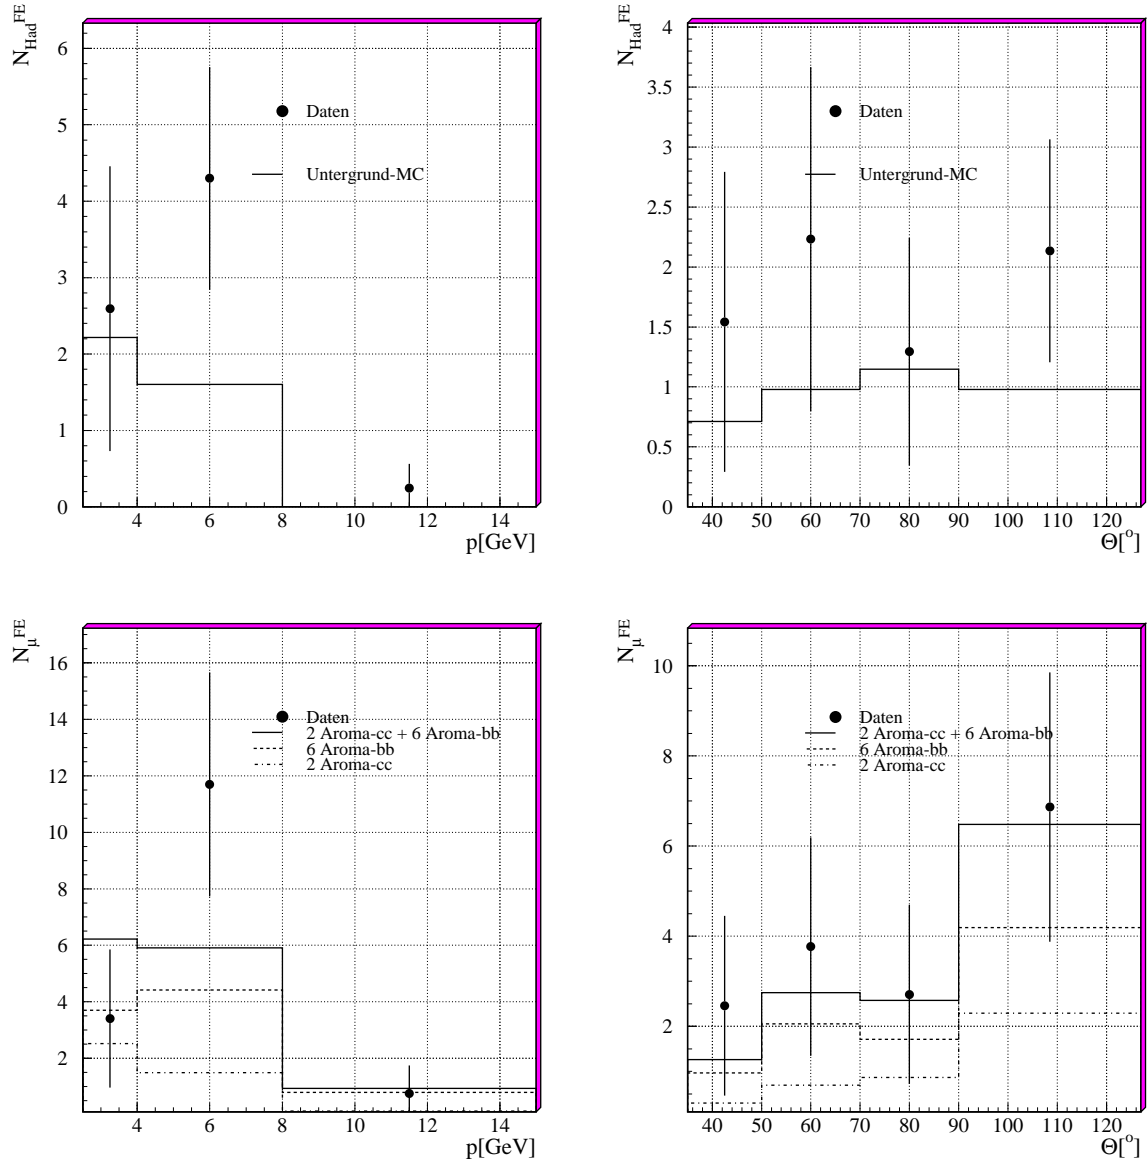 N_Had^FE
6
5
4
3
2
1
0
Daten
Untergrund-MC
4 6 8 10 12 14
p[GeV]
N_Had^FE
4
3.5
3
2.5
2
1.5
1
0.5
0
Daten
Untergrund-MC
40 50 60 70 80 90 100 110 120
Θ[°]
N_μ^FE
16
14
12
10
8
6
4
2
Daten
2 Aroma-cc + 6 Aroma-bb
6 Aroma-bb
2 Aroma-cc
4 6 8 10 12 14
p[GeV]
N_μ^FE
10
8
6
4
2
Daten
2 Aroma-cc + 6 Aroma-bb
6 Aroma-bb
2 Aroma-cc
40 50 60 70 80 90 100 110 120
Θ[°]